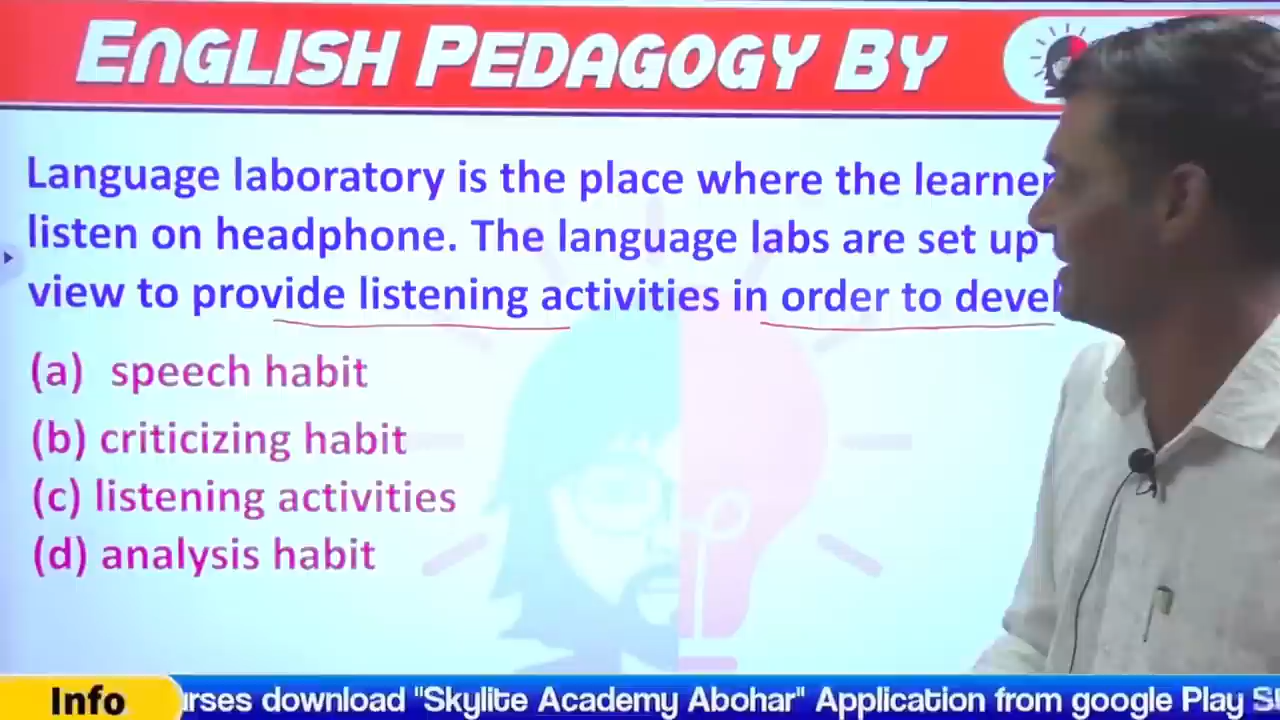 ENGLISH PEDAGOGY BY
Language laboratory is the place where the learner
listen on headphone. The language labs are set up
view to provide listening activities in order to devel
(a) speech habit
(b) criticizing habit
(c) listening activities
(d) analysis habit
Info
urses download "Skylite Academy Abohar" Application from google Play